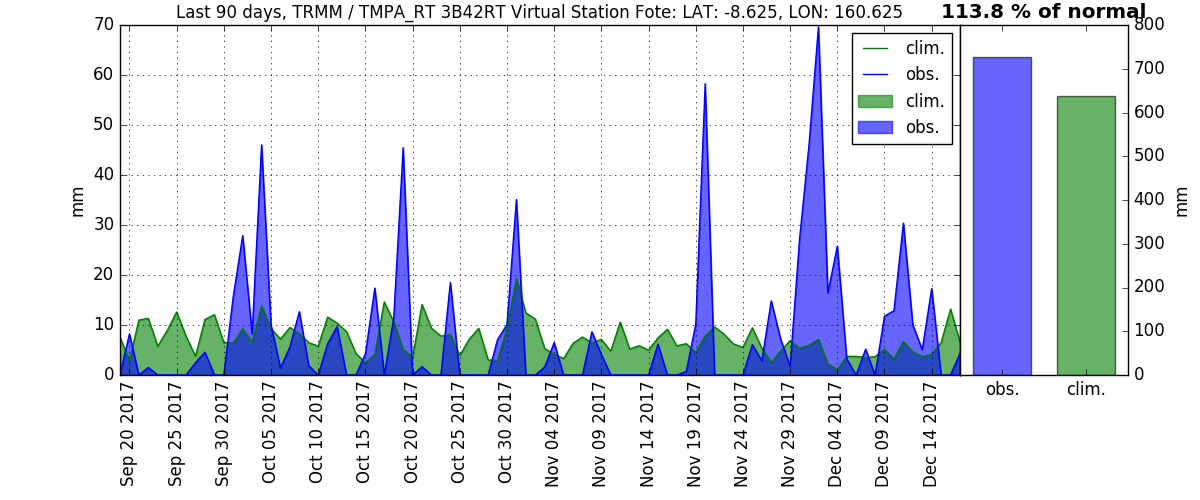 Last 90 days, TRMM / TMPA_RT 3B42RT Virtual Station Fote: LAT: -8.625, LON: 160.625
113.8 % of normal
70
60
50
40
30
20
10
0
mm
clim.
obs.
clim.
obs.
800
700
600
500
400
300
200
100
0
mm
Sep 20 2017
Sep 25 2017
Sep 30 2017
Oct 05 2017
Oct 10 2017
Oct 15 2017
Oct 20 2017
Oct 25 2017
Oct 30 2017
Nov 04 2017
Nov 09 2017
Nov 14 2017
Nov 19 2017
Nov 24 2017
Nov 29 2017
Dec 04 2017
Dec 09 2017
Dec 14 2017
obs.
clim.